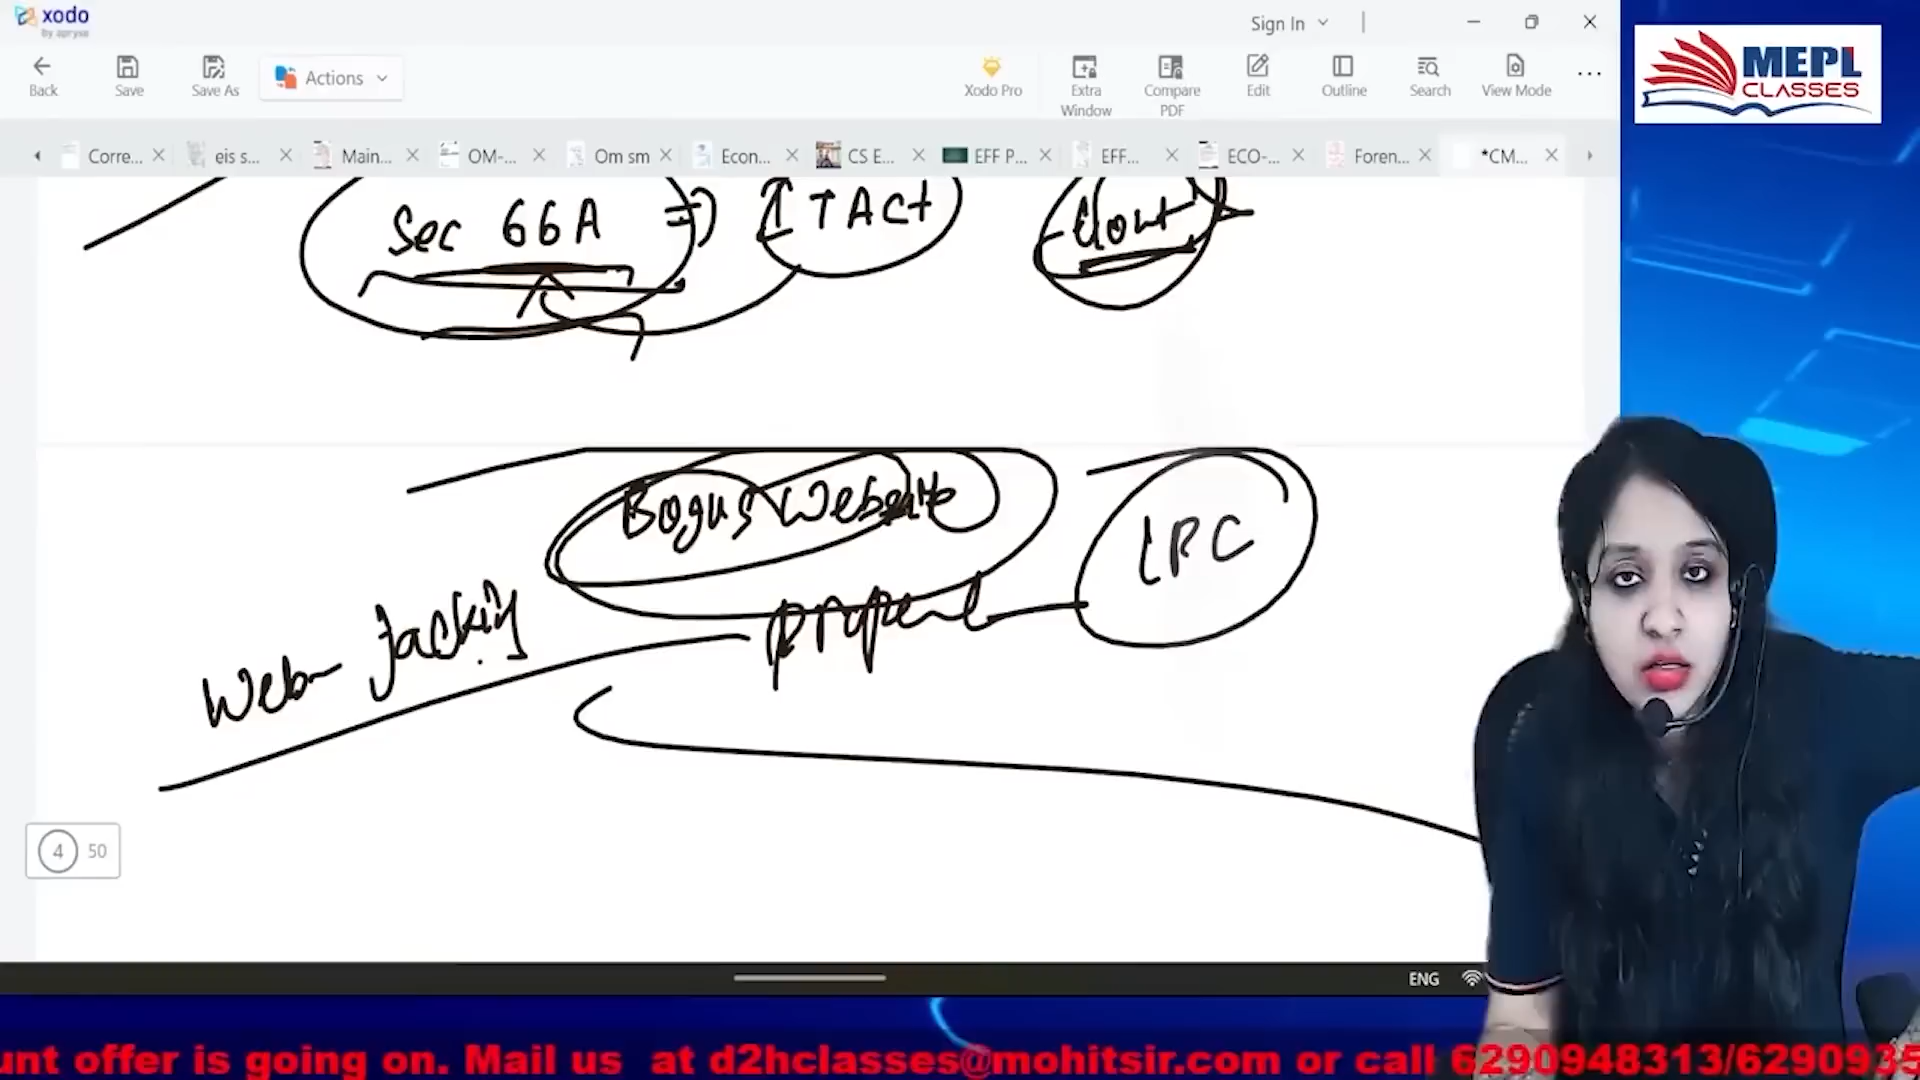 xodo
by apryse
Sign In
Back
Save
Save As
Actions
Xodo Pro
Extra Window
Compare PDF
Edit
Outline
Search
View Mode
MEPL
CLASSES
Corre...
eis s...
Main...
OM-...
Om sm
Econ...
CS E...
EFF P...
EFF...
ECO-...
Foren...
*CM...
Sec 66A => IT Act
Bogus Website
IPC
Web Jacking
4 50
ENG
unt offer is going on. Mail us at d2hclasses@mohitsir.com or call 6290948313/629093